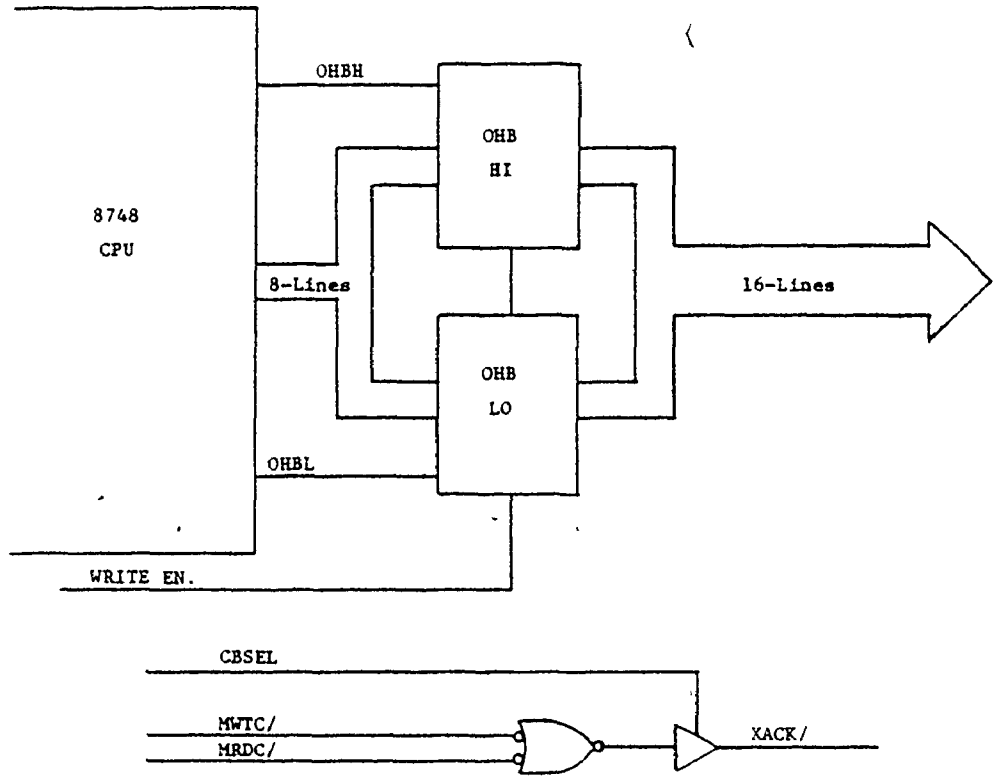 OHBH
OHB
HI
8748
CPU
8-Lines
16-Lines
OHB
LO
OHBL
WRITE EN.
CBSEL
MWTC/
MRDC/
XACK/